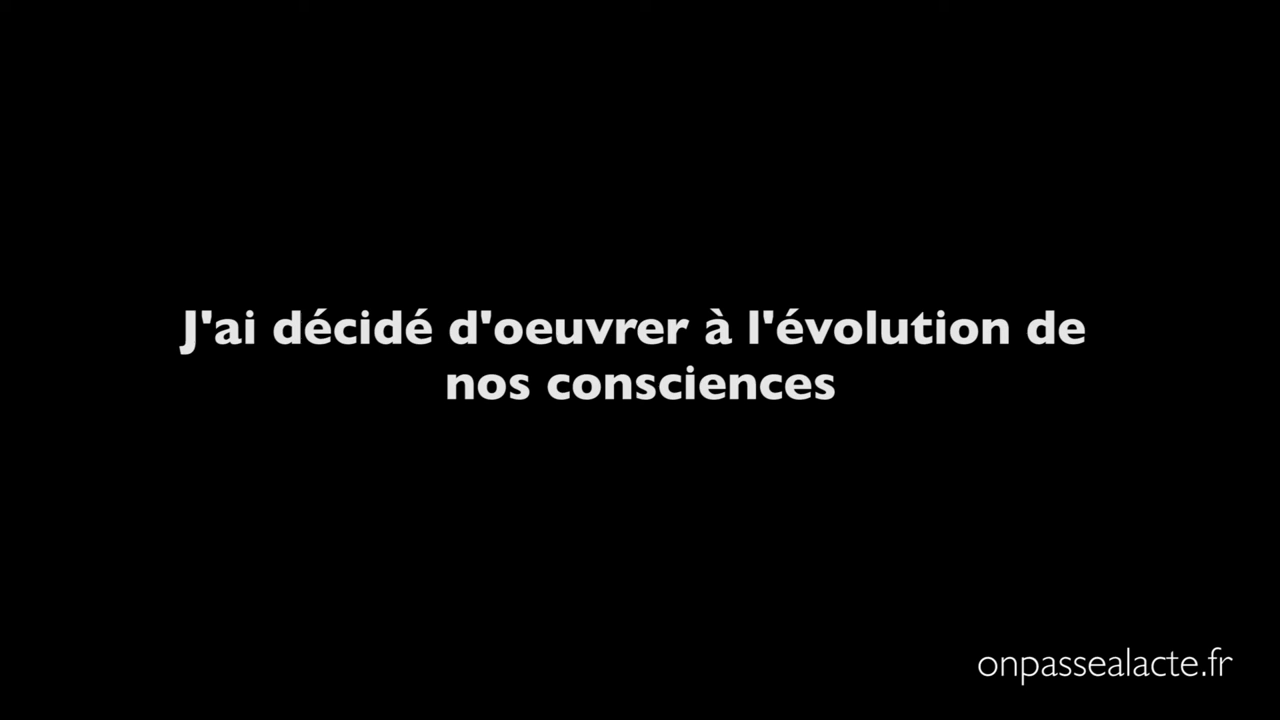 J'ai décidé d'oeuvrer à l'évolution de
nos consciences
onpassealacte.fr